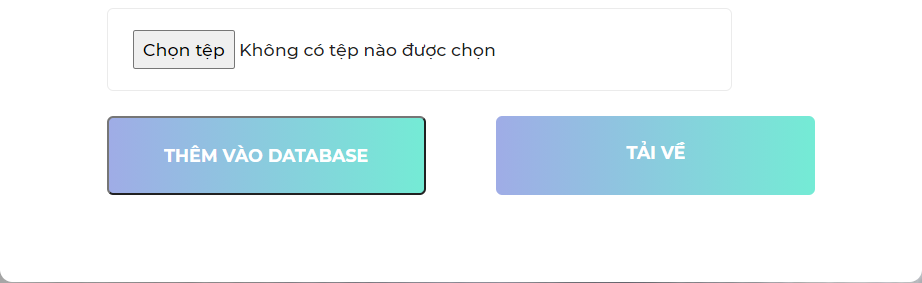 Chọn tệp Không có tệp nào được chọn
THÊM VÀO DATABASE TẢI VỀ